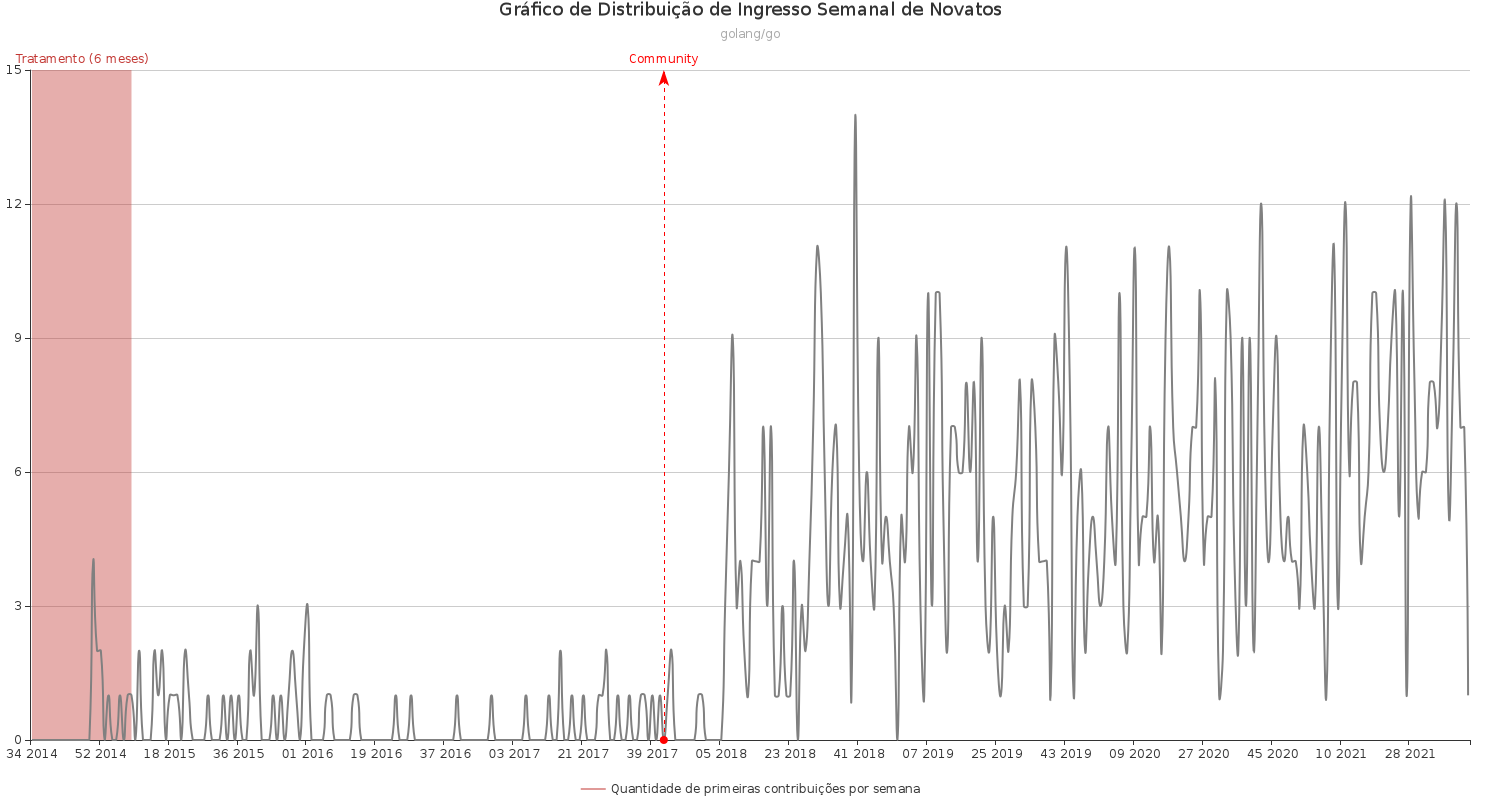 Gráfico de Distribuição de Ingresso Semanal de Novatos
golang/go
Tratamento (6 meses)
Community
15
12
9
6
3
0
34 2014 52 2014 18 2015 36 2015 01 2016 19 2016 37 2016 03 2017 21 2017 39 2017 05 2018 23 2018 41 2018 07 2019 25 2019 43 2019 09 2020 27 2020 45 2020 10 2021 28 2021
Quantidade de primeiras contribuições por semana